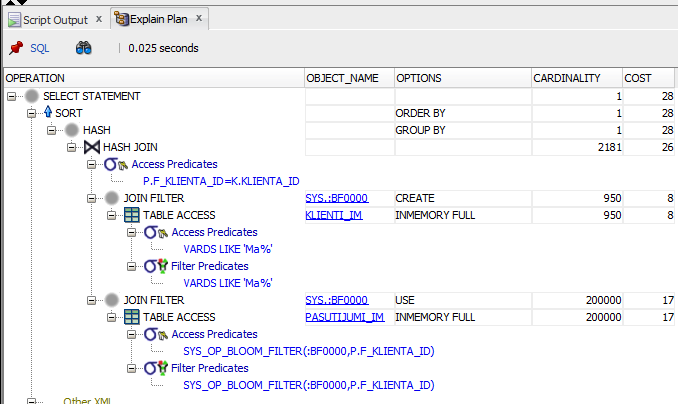 Script Output x Explain Plan x
SQL 0.025 seconds
OPERATION OBJECT_NAME OPTIONS CARDINALITY COST
SELECT STATEMENT 1 28
SORT ORDER BY 1 28
HASH GROUP BY 1 28
HASH JOIN 2181 26
Access Predicates
P.F_KLIENTA_ID=K.KLIENTA_ID
JOIN FILTER SYS.:BF0000 CREATE 950 8
TABLE ACCESS KLIENTI_IM INMEMORY FULL 950 8
Access Predicates
VARDS LIKE 'Ma%'
Filter Predicates
VARDS LIKE 'Ma%'
JOIN FILTER SYS.:BF0000 USE 200000 17
TABLE ACCESS PASUTIJUMI_IM INMEMORY FULL 200000 17
Access Predicates
SYS_OP_BLOOM_FILTER(:BF0000,P.F_KLIENTA_ID)
Filter Predicates
SYS_OP_BLOOM_FILTER(:BF0000,P.F_KLIENTA_ID)
Other XML